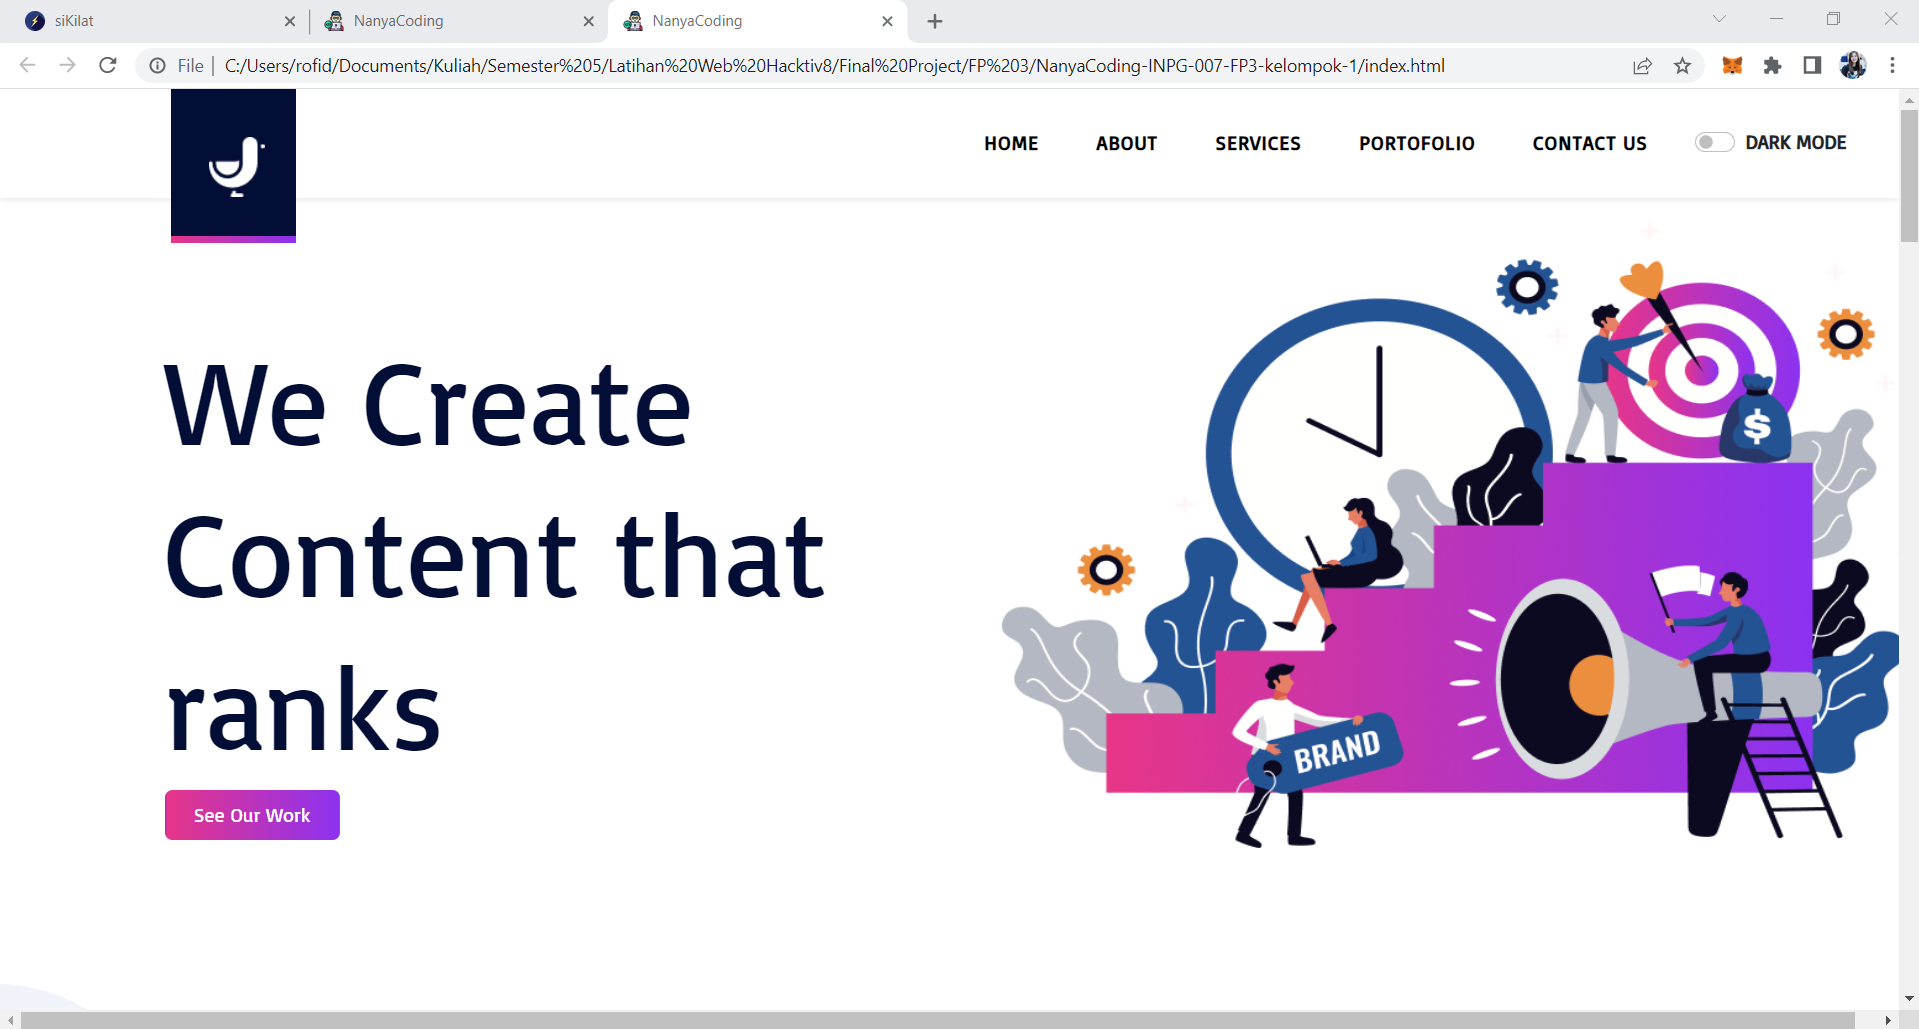 siKilat
NanyaCoding
NanyaCoding
File | C:/Users/rofid/Documents/Kuliah/Semester%205/Latihan%20Web%20Hacktiv8/Final%20Project/FP%203/NanyaCoding-INPG-007-FP3-kelompok-1/index.html
HOME ABOUT SERVICES PORTOFOLIO CONTACT US DARK MODE
We Create
Content that
ranks
See Our Work
$
BRAND